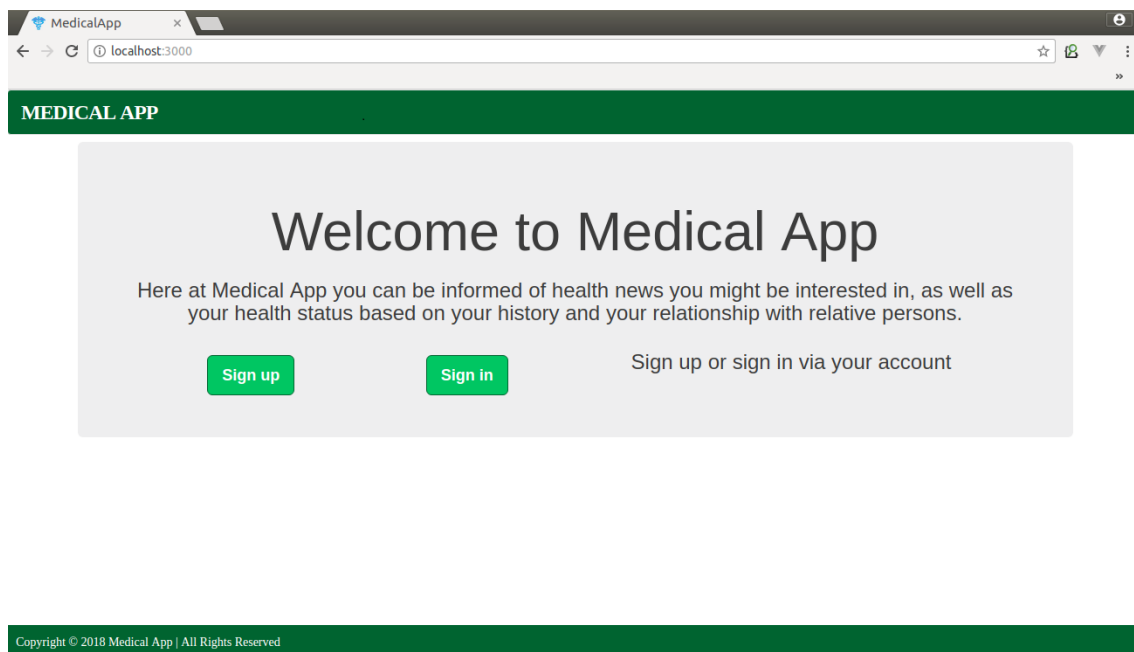 MedicalApp
localhost:3000
MEDICAL APP
Welcome to Medical App
Here at Medical App you can be informed of health news you might be interested in, as well as
your health status based on your history and your relationship with relative persons.
Sign up
Sign in
Sign up or sign in via your account
Copyright © 2018 Medical App | All Rights Reserved